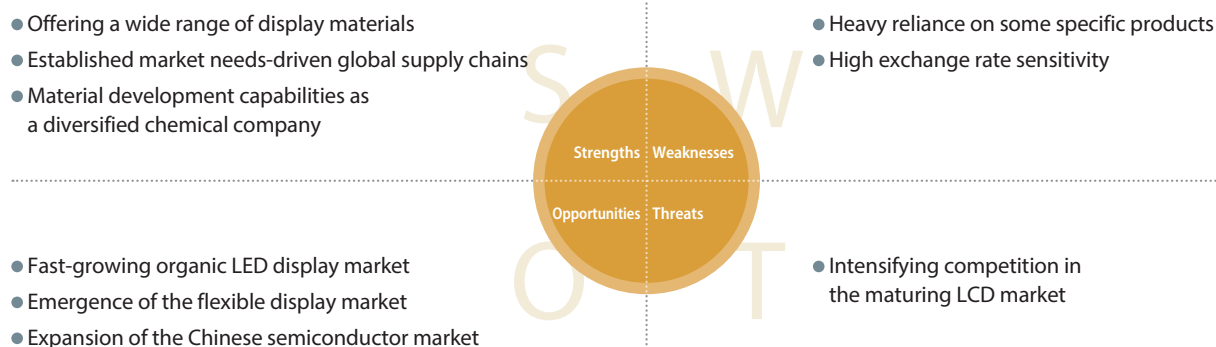 Offering a wide range of display materials
Established market needs-driven global supply chains
Material development capabilities as
a diversified chemical company
Heavy reliance on some specific products
High exchange rate sensitivity
S
W
Strengths
Weaknesses
Opportunities
Threats
O
T
Fast-growing organic LED display market
Emergence of the flexible display market
Expansion of the Chinese semiconductor market
Intensifying competition in
the maturing LCD market